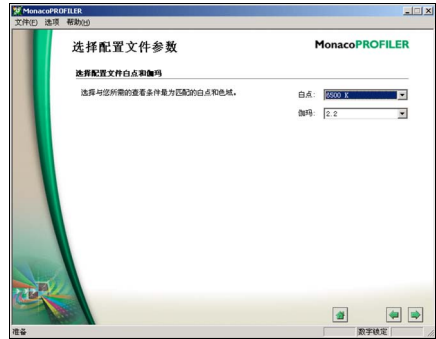 MonacoPROFILER
文件(F) 选项 帮助(H)
选择配置文件参数
MonacoPROFILER
选择配置文件白点和伽玛
选择与您所需的查看条件最为匹配的白点和色域。
白点: 6500 K
伽玛: 2.2
准备
数字锁定